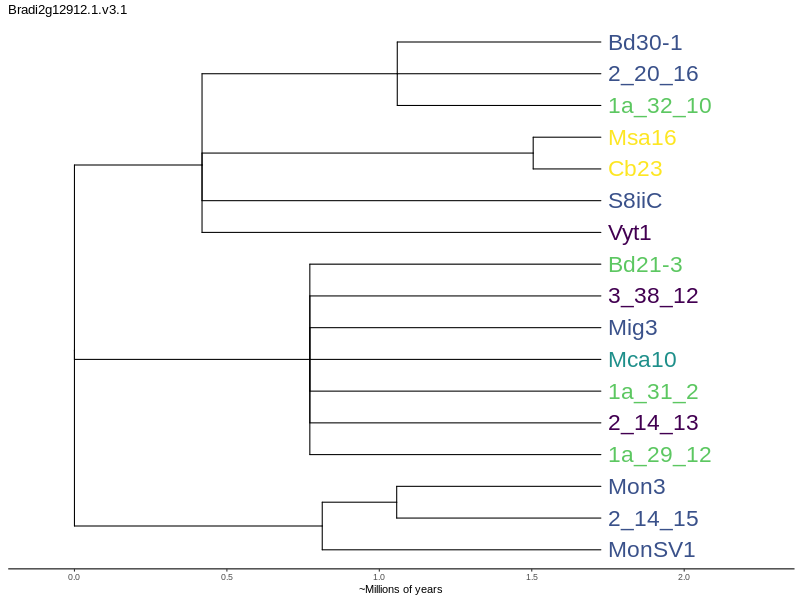 Bradi2g12912.1.v3.1
Bd30-1
2_20_16
1a_32_10
Msa16
Cb23
S8iiC
Vyt1
Bd21-3
3_38_12
Mig3
Mca10
1a_31_2
2_14_13
1a_29_12
Mon3
2_14_15
MonSV1
0.0 0.5 1.0 1.5 2.0
~Millions of years